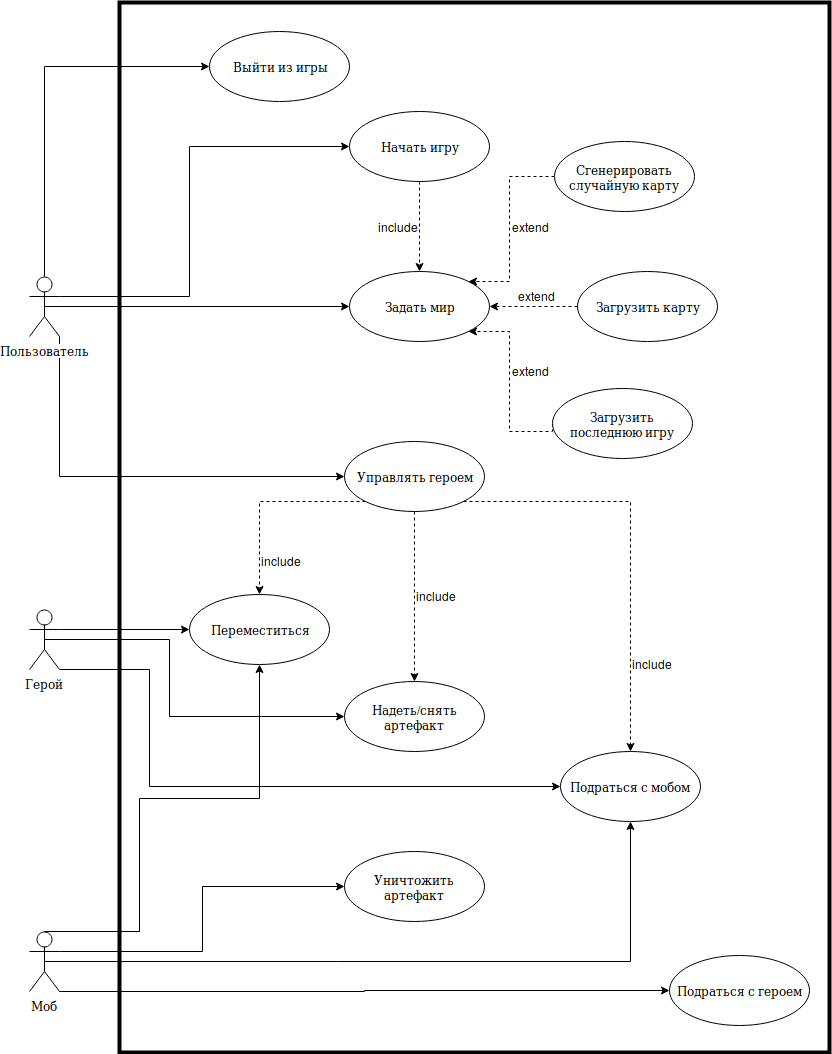 Выйти из игры
Начать игру
Сгенерировать
случайную карту
include
extend
Задать мир
extend
Загрузить карту
Пользователь
extend
Загрузить
последнюю игру
Управлять героем
include
include
Переместиться
include
Герой
Надеть/снять
артефакт
Подраться с мобом
Уничтожить
артефакт
Моб
Подраться с героем